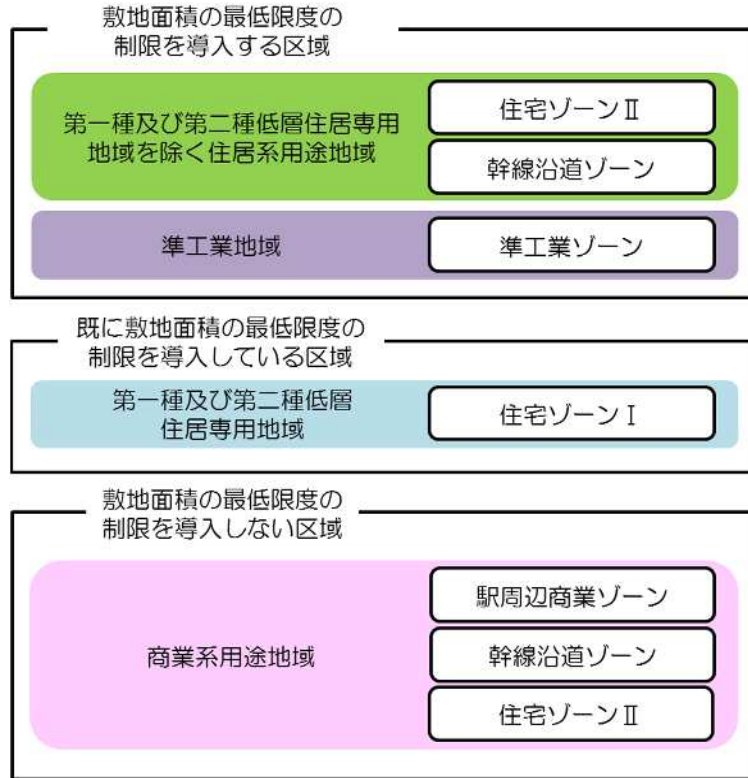 敷地面積の最低限度の
制限を導入する区域
第一種及び第二種低層住居専用
地域を除く住居系用途地域
住宅ゾーンⅡ
幹線沿道ゾーン
準工業地域
準工業ゾーン
既に敷地面積の最低限度の
制限を導入している区域
第一種及び第二種低層
住居専用地域
住宅ゾーンⅠ
敷地面積の最低限度の
制限を導入しない区域
商業系用途地域
駅周辺商業ゾーン
幹線沿道ゾーン
住宅ゾーンⅡ